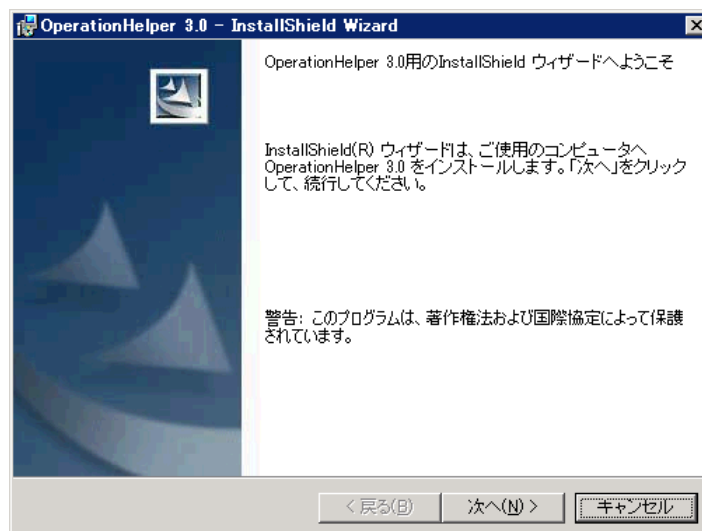 OperationHelper 3.0 - InstallShield Wizard
OperationHelper 3.0用のInstallShield ウィザードへようこそ
InstallShield(R) ウィザードは、ご使用のコンピュータへ
OperationHelper 3.0 をインストールします。「次へ」をクリック
して、続行してください。
警告: このプログラムは、著作権法および国際協定によって保護
されています。
< 戻る(B)
次へ(N) >
キャンセル